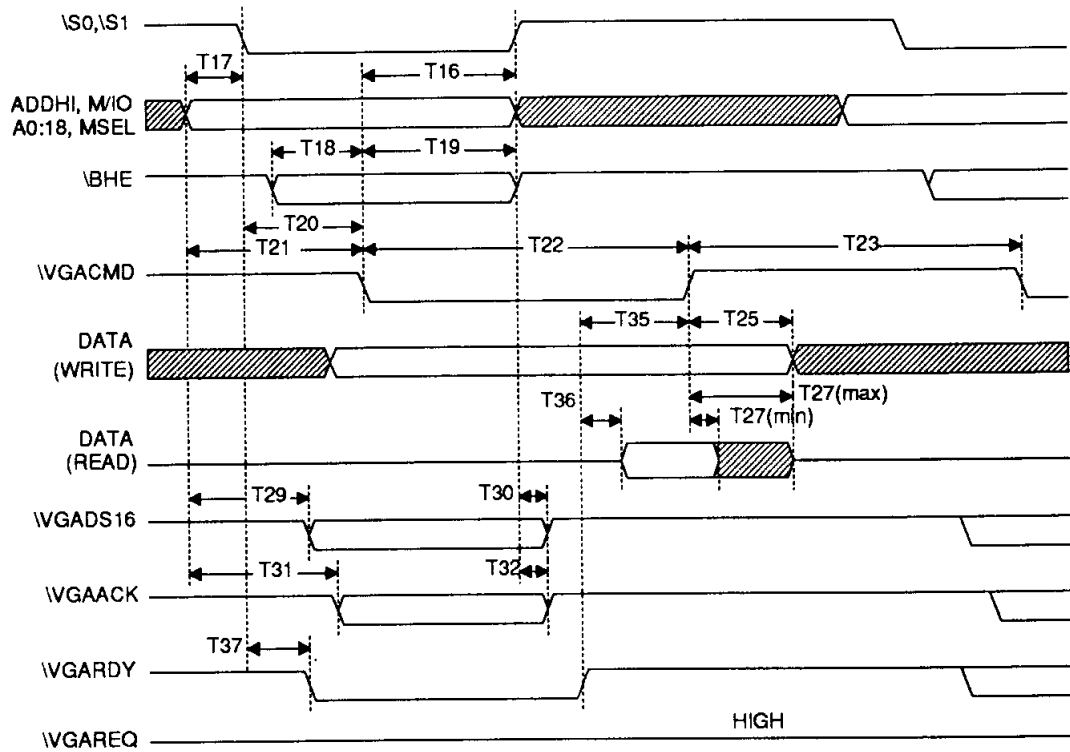 \S0,\S1
T17
T16
ADDHI, M/IO
A0:18, MSEL
T18
T19
\BHE
T20
T21
T22
T23
\VGACMD
T35
T25
DATA
(WRITE)
T27(max)
T36
T27(min)
DATA
(READ)
T29
T30
\VGADS16
T31
T32
\VGAACK
T37
\VGARDY
HIGH
\VGAREQ